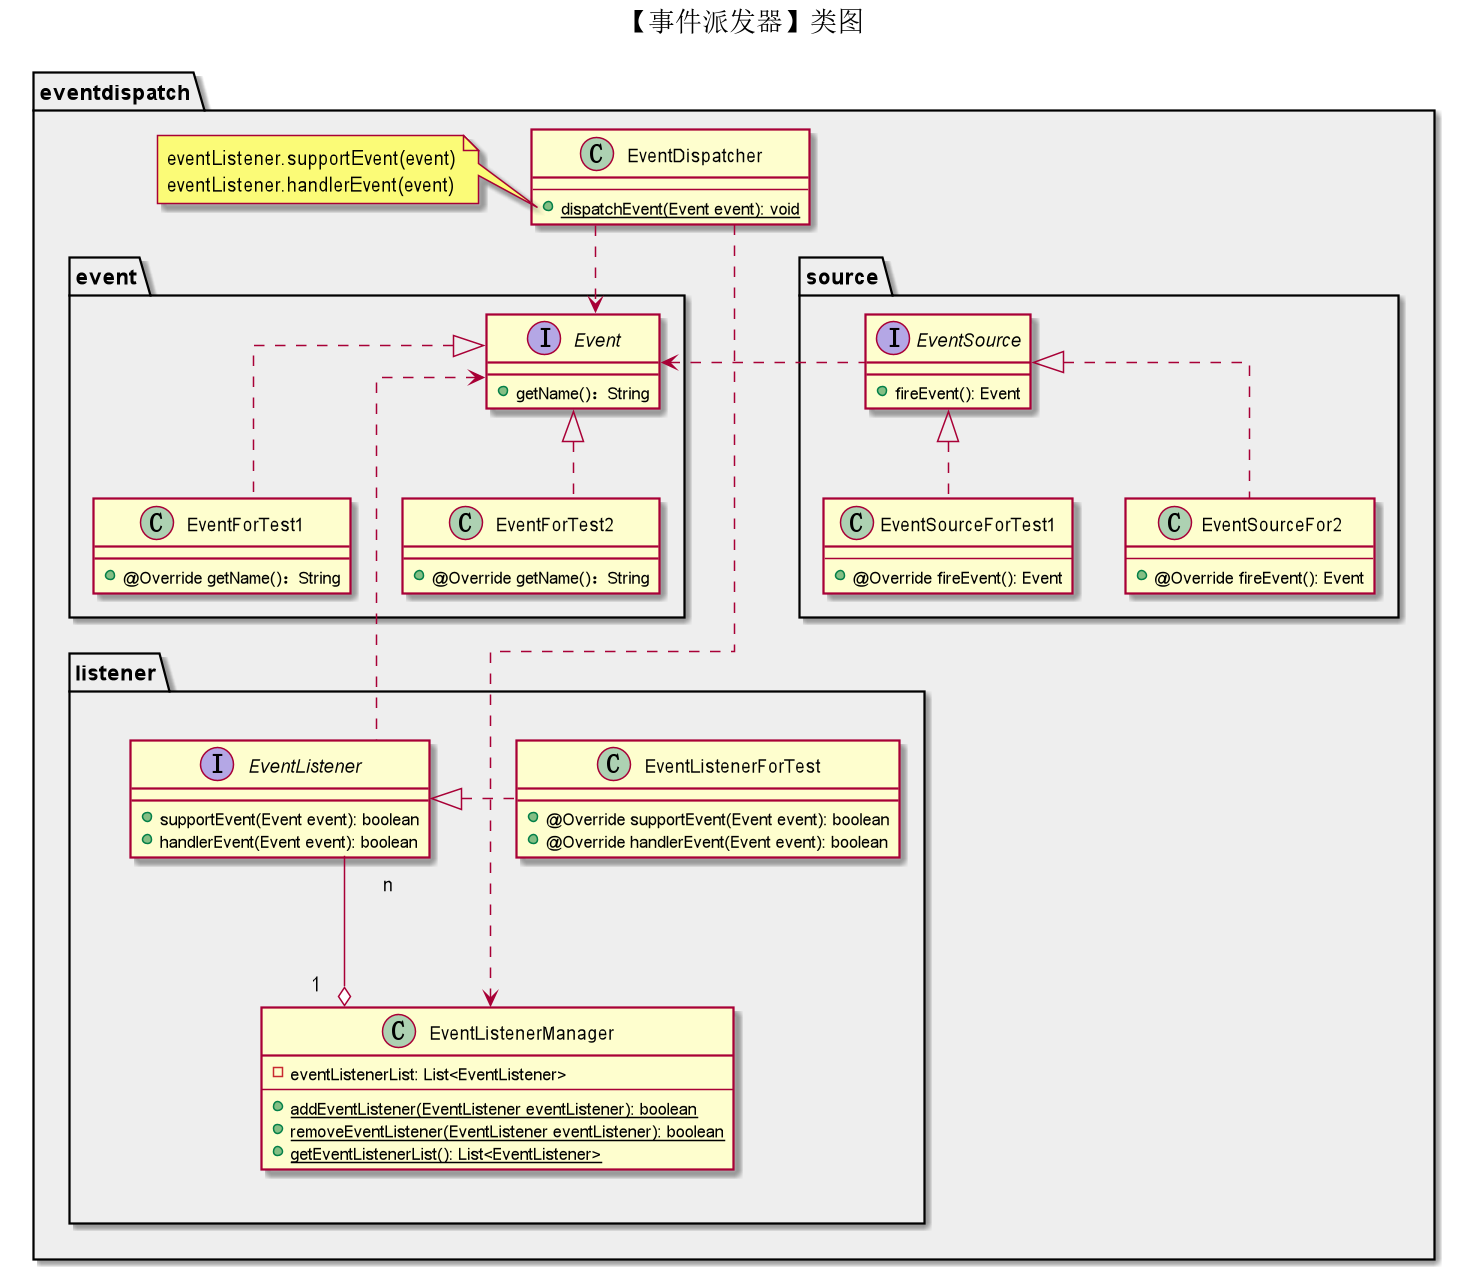 【事件派发器】类图
eventdispatch
eventListener.supportEvent(event)
eventListener.handlerEvent(event)
C EventDispatcher
dispatchEvent(Event event): void
event
I Event
getName()：String
C EventForTest1
@Override getName()：String
C EventForTest2
@Override getName()：String
source
I EventSource
fireEvent(): Event
C EventSourceForTest1
@Override fireEvent(): Event
C EventSourceFor2
@Override fireEvent(): Event
listener
I EventListener
supportEvent(Event event): boolean
handlerEvent(Event event): boolean
C EventListenerForTest
@Override supportEvent(Event event): boolean
@Override handlerEvent(Event event): boolean
n
1
C EventListenerManager
eventListenerList: List<EventListener>
addEventListener(EventListener eventListener): boolean
removeEventListener(EventListener eventListener): boolean
getEventListenerList(): List<EventListener>